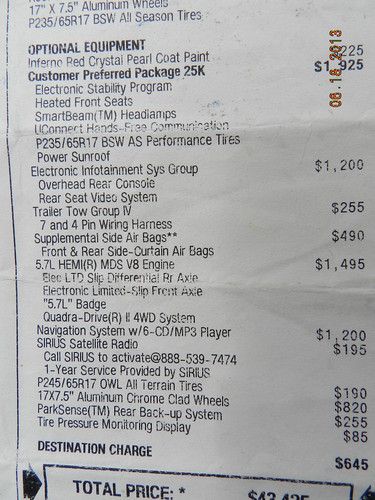 17" X 7.5" Aluminum Wheels
P235/65R17 BSW All Season Tires
OPTIONAL EQUIPMENT
Inferno Red Crystal Pearl Coat Paint $225
Customer Preferred Package 25K $1,925
Electronic Stability Program
Heated Front Seats
SmartBeam(TM) Headlamps
UConnect Hands-Free Communication
P235/65R17 BSW AS Performance Tires
Power Sunroof
Electronic Infotainment Sys Group $1,200
Overhead Rear Console
Rear Seat Video System
Trailer Tow Group IV $255
7 and 4 Pin Wiring Harness
Supplemental Side Air Bags** $490
Front & Rear Side-Curtain Air Bags
5.7L HEMI(R) MDS V8 Engine $1,495
Elec LTD Slip Differential Rr Axle
Electronic Limited-Slip Front Axle
"5.7L" Badge
Quadra-Drive(R) II 4WD System
Navigation System w/6-CD/MP3 Player $1,200
SIRIUS Satellite Radio $195
Call SIRIUS to activate@888-539-7474
1-Year Service Provided by SIRIUS
P245/65R17 OWL All Terrain Tires $190
17X7.5" Aluminum Chrome Clad Wheels $820
ParkSense(TM) Rear Back-up System $255
Tire Pressure Monitoring Display $85
DESTINATION CHARGE $645
TOTAL PRICE: * $43,425
06.18.2013